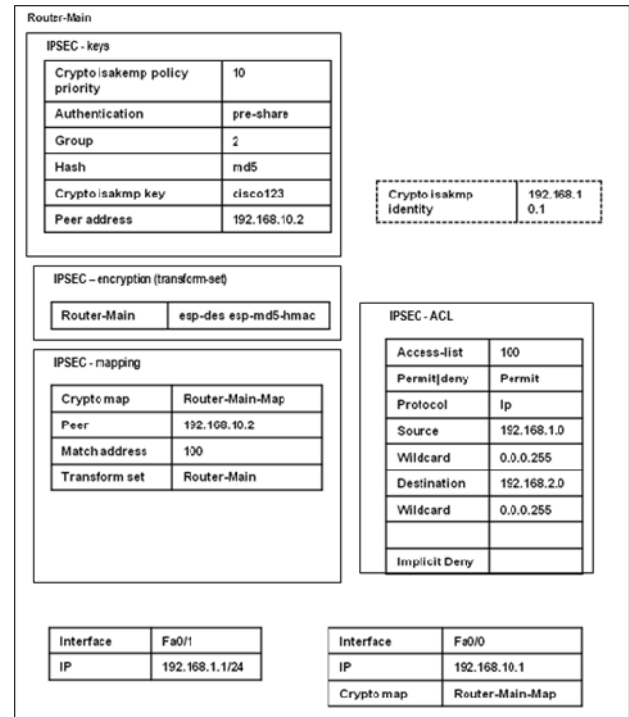 Router-Main
IPSEC - keys
Crypto isakemp policy priority 10
Authentication pre-share
Group 2
Hash md5
Crypto isakmp key cisco123
Peer address 192.168.10.2
Crypto isakmp identity 192.168.10.1
IPSEC – encryption (transform-set)
Router-Main esp-des esp-md5-hmac
IPSEC - mapping
Crypto map Router-Main-Map
Peer 192.168.10.2
Match address 100
Transform set Router-Main
IPSEC - ACL
Access-list 100
Permit|deny Permit
Protocol Ip
Source 192.168.1.0
Wildcard 0.0.0.255
Destination 192.168.2.0
Wildcard 0.0.0.255
Implicit Deny
Interface Fa0/1
IP 192.168.1.1/24
Interface Fa0/0
IP 192.168.10.1
Crypto map Router-Main-Map